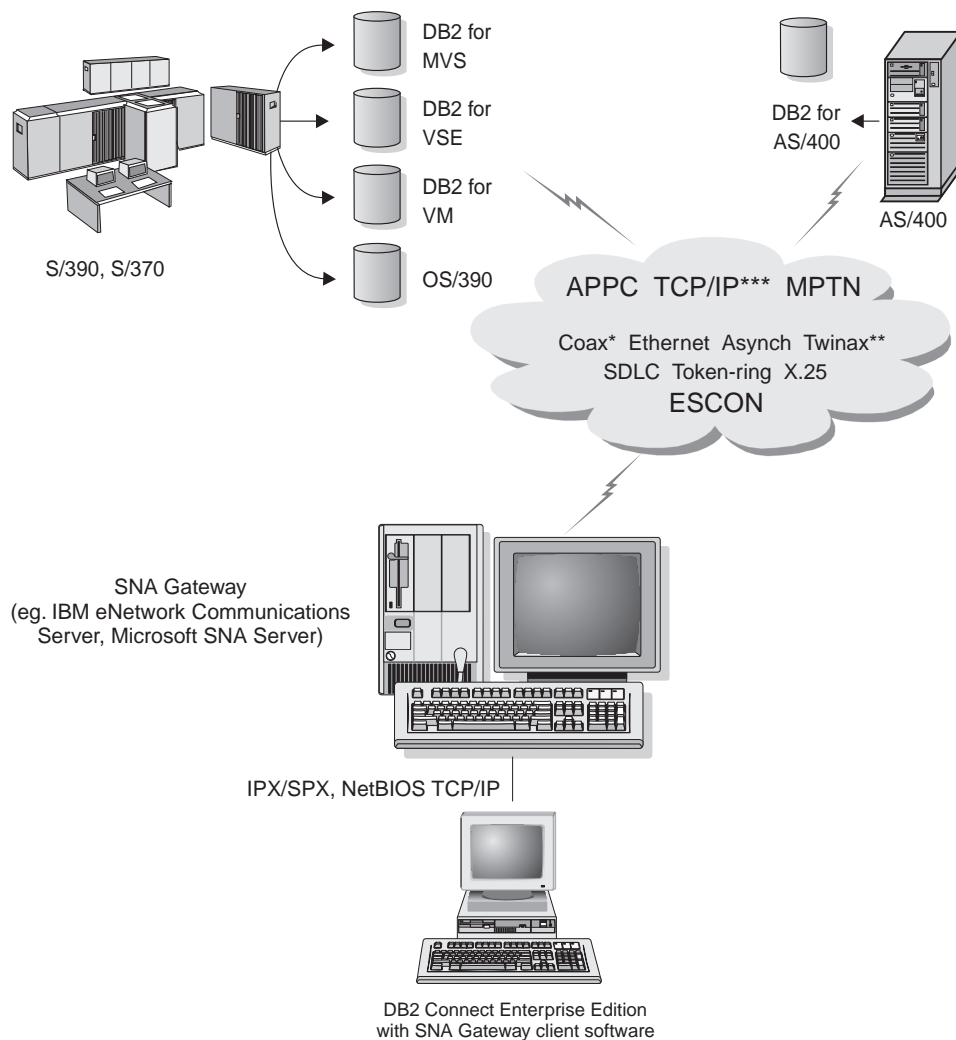 DB2 for
MVS
DB2 for
VSE
DB2 for
VM
OS/390
S/390, S/370
DB2 for
AS/400
AS/400
APPC TCP/IP*** MPTN
Coax* Ethernet Asynch Twinax**
SDLC Token-ring X.25
ESCON
SNA Gateway
(eg. IBM eNetwork Communications
Server, Microsoft SNA Server)
IPX/SPX, NetBIOS TCP/IP
DB2 Connect Enterprise Edition
with SNA Gateway client software